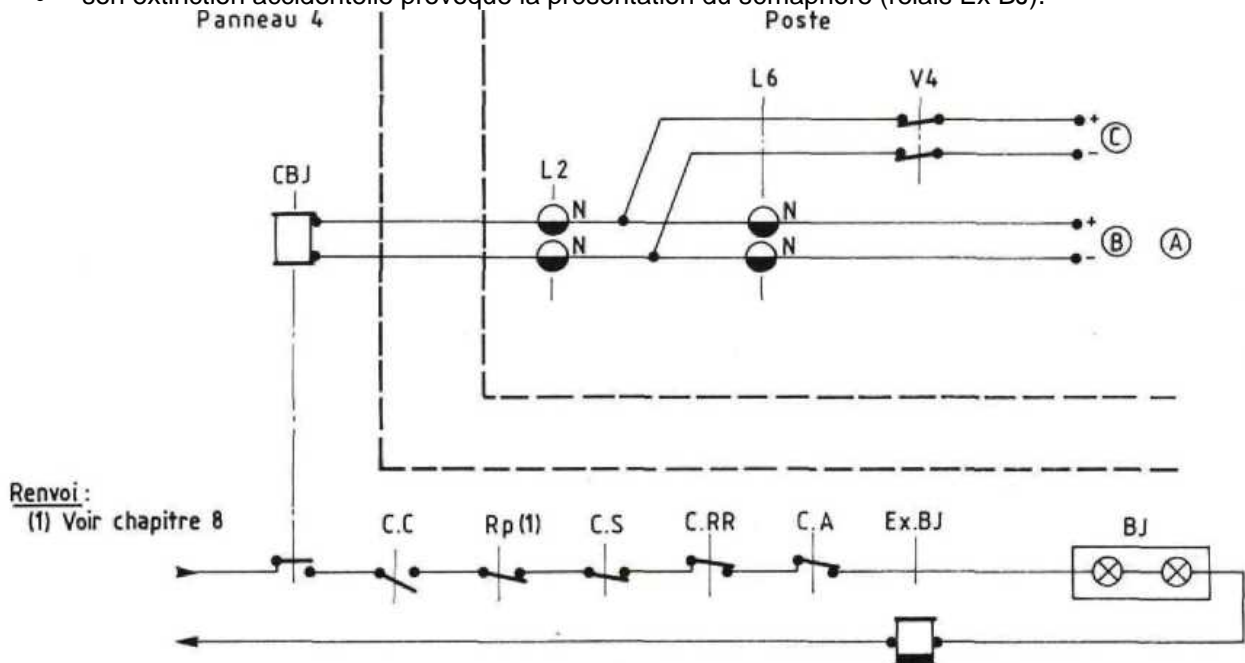 • son extinction accidentelle provoque la présentation du sémaphore (relais Ex BJ).
Panneau 4 Poste
L6 V4
+ C
-
CBJ L2
N N +
B A
N N -
Renvoi :
(1) Voir chapitre 8
C.C Rp(1) C.S C.RR C.A Ex.BJ BJ